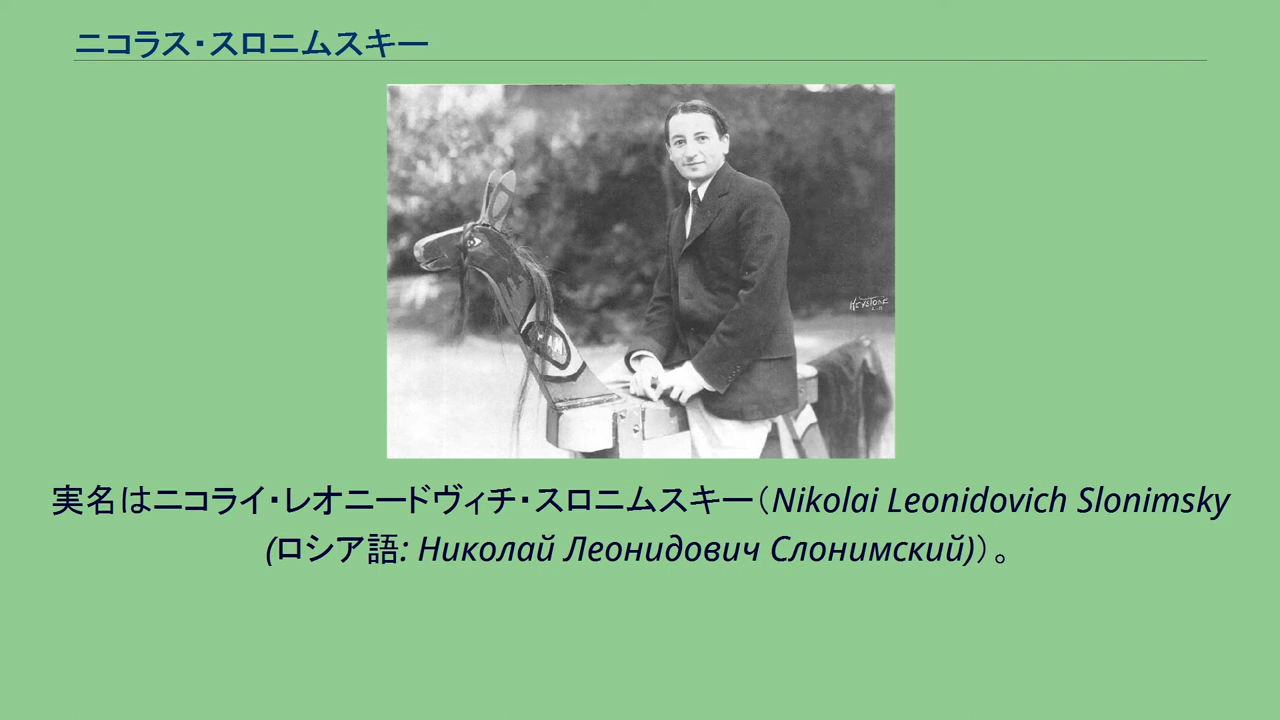 ニコラス・スロニムスキー
KEYSTONE
実名はニコライ・レオニードヴィチ・スロニムスキー（Nikolai Leonidovich Slonimsky
(ロシア語: Николай Леонидович Слонимский)）。